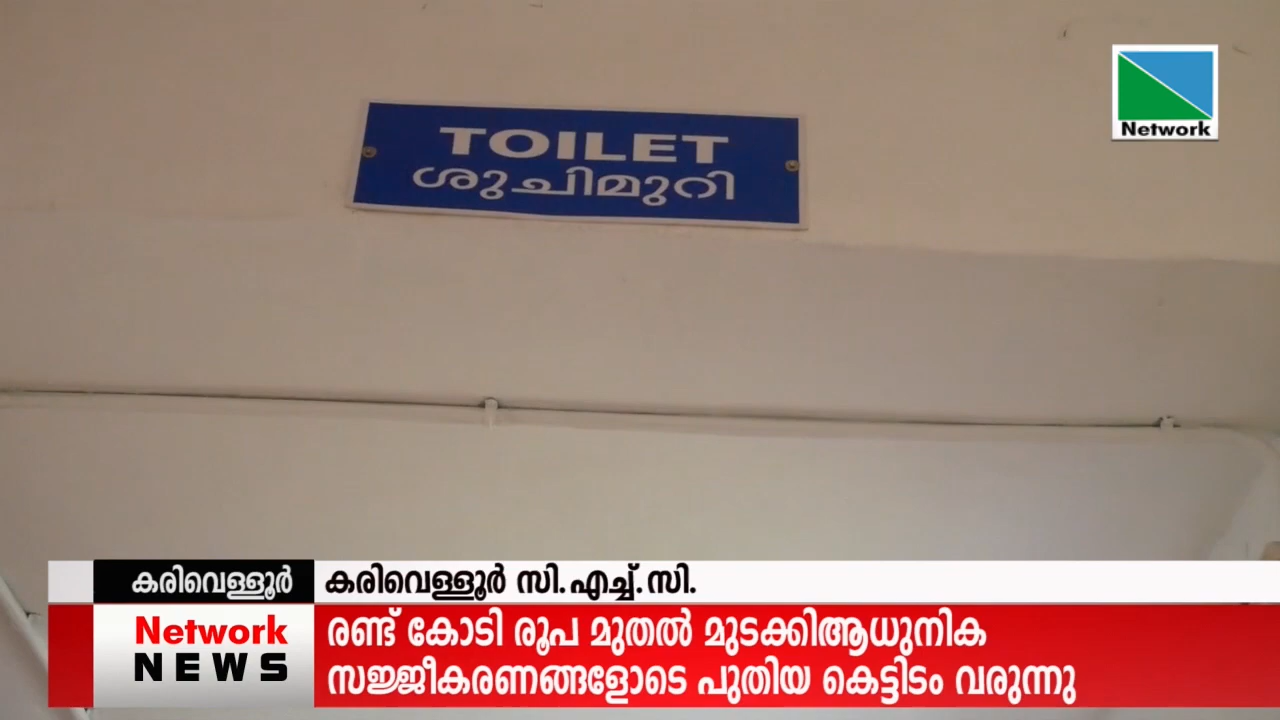 Network
TOILET
ശുചിമുറി
കരിവെള്ളൂർ
കരിവെള്ളൂർ സി.എച്ച്.സി.
Network
NEWS
രണ്ട് കോടി രൂപ മുതൽ മുടക്കിആധുനിക
സജ്ജീകരണങ്ങളോടെ പുതിയ കെട്ടിടം വരുന്നു